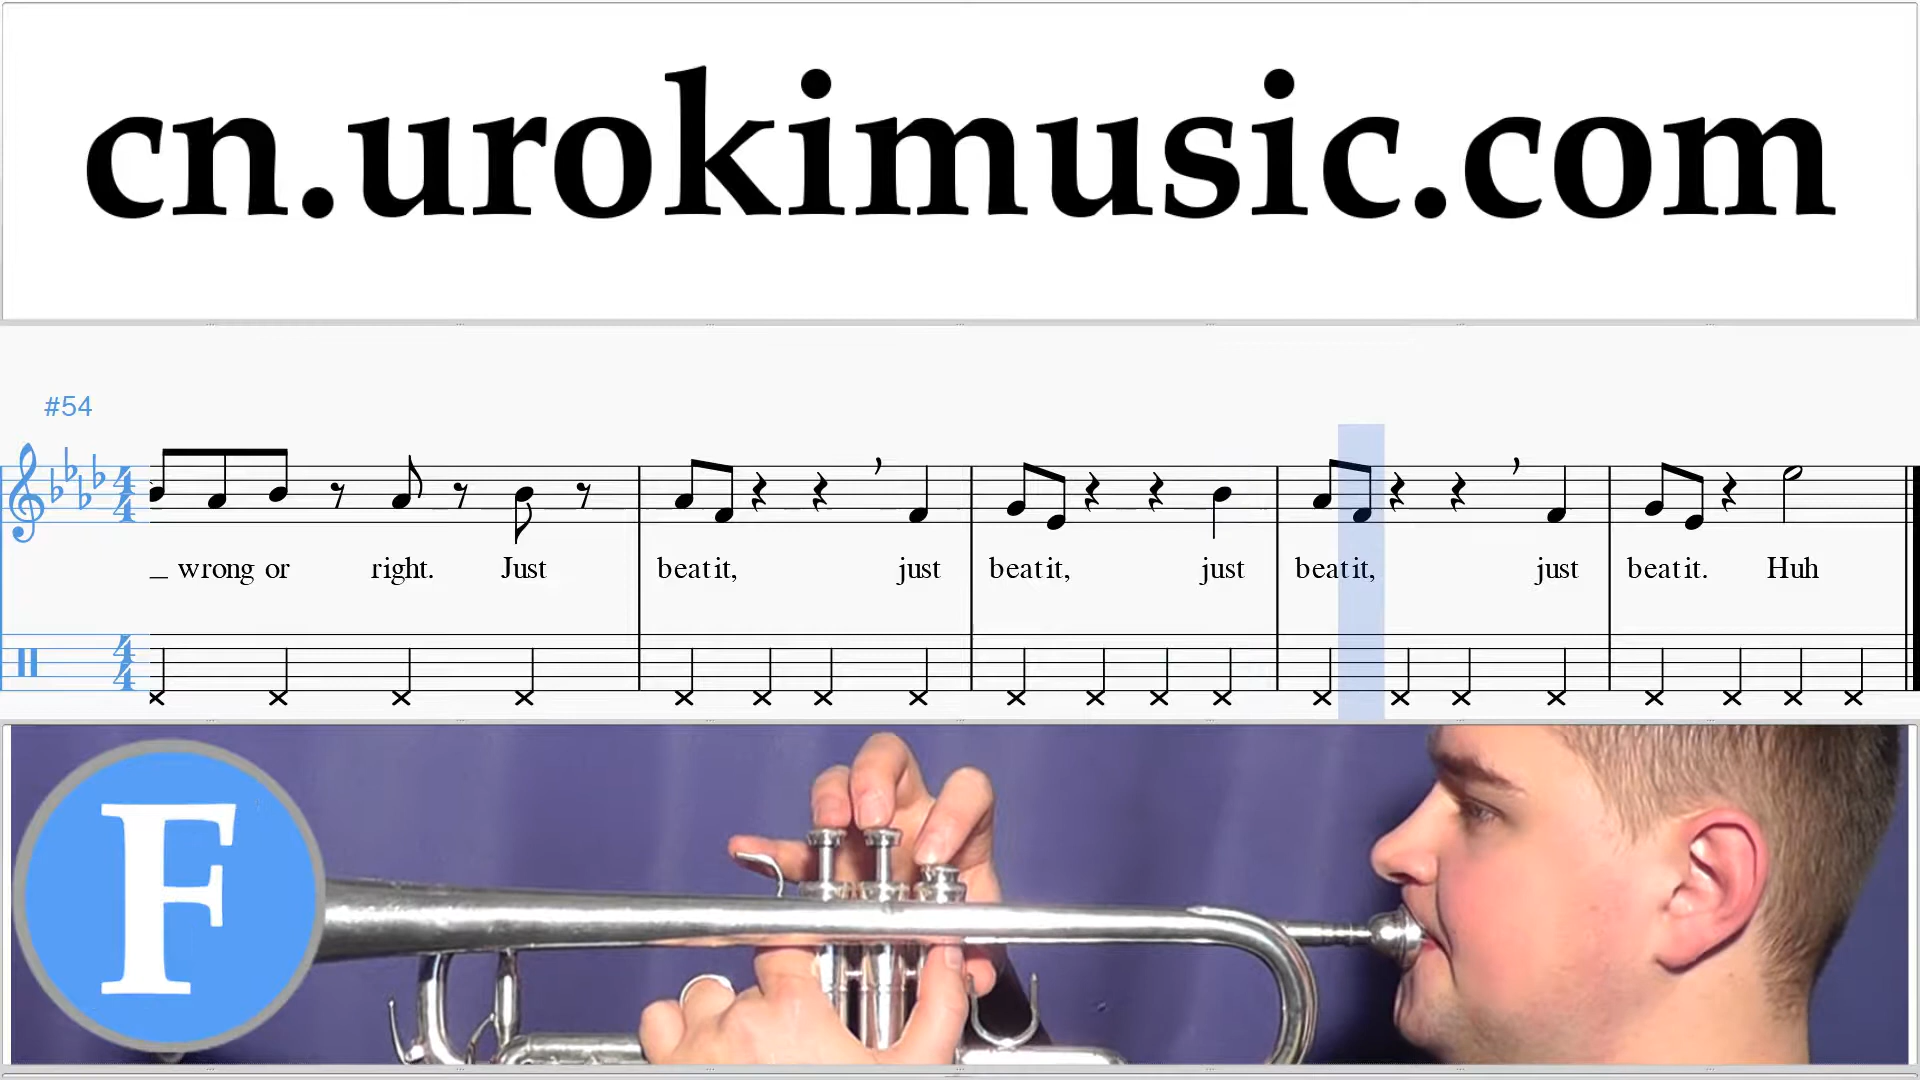 cn.urokimusic.com
#54
_ wrong or right. Just beat it, just beat it, just beat it, just beat it. Huh
F